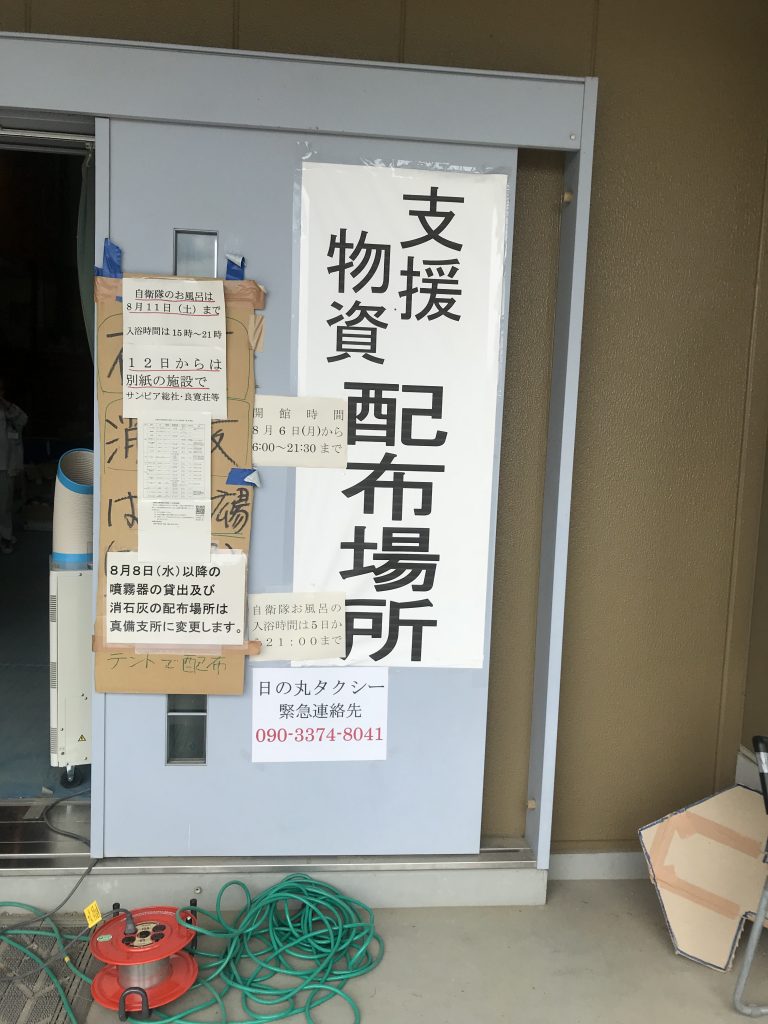 支援
物資
配布場所
自衛隊のお風呂は
8月11日(土)まで
入浴時間は15時～21時
12日からは
別紙の施設で
サンピア総社・良寛荘等
開館時間
8月6日(月)から
6:00～21:30まで
消
は
場
8月8日(水)以降の
噴霧器の貸出及び
消石灰の配布場所は
真備支所に変更します。
テントで配布
自衛隊お風呂の
入浴時間は5日か
21:00まで
日の丸タクシー
緊急連絡先
090-3374-8041